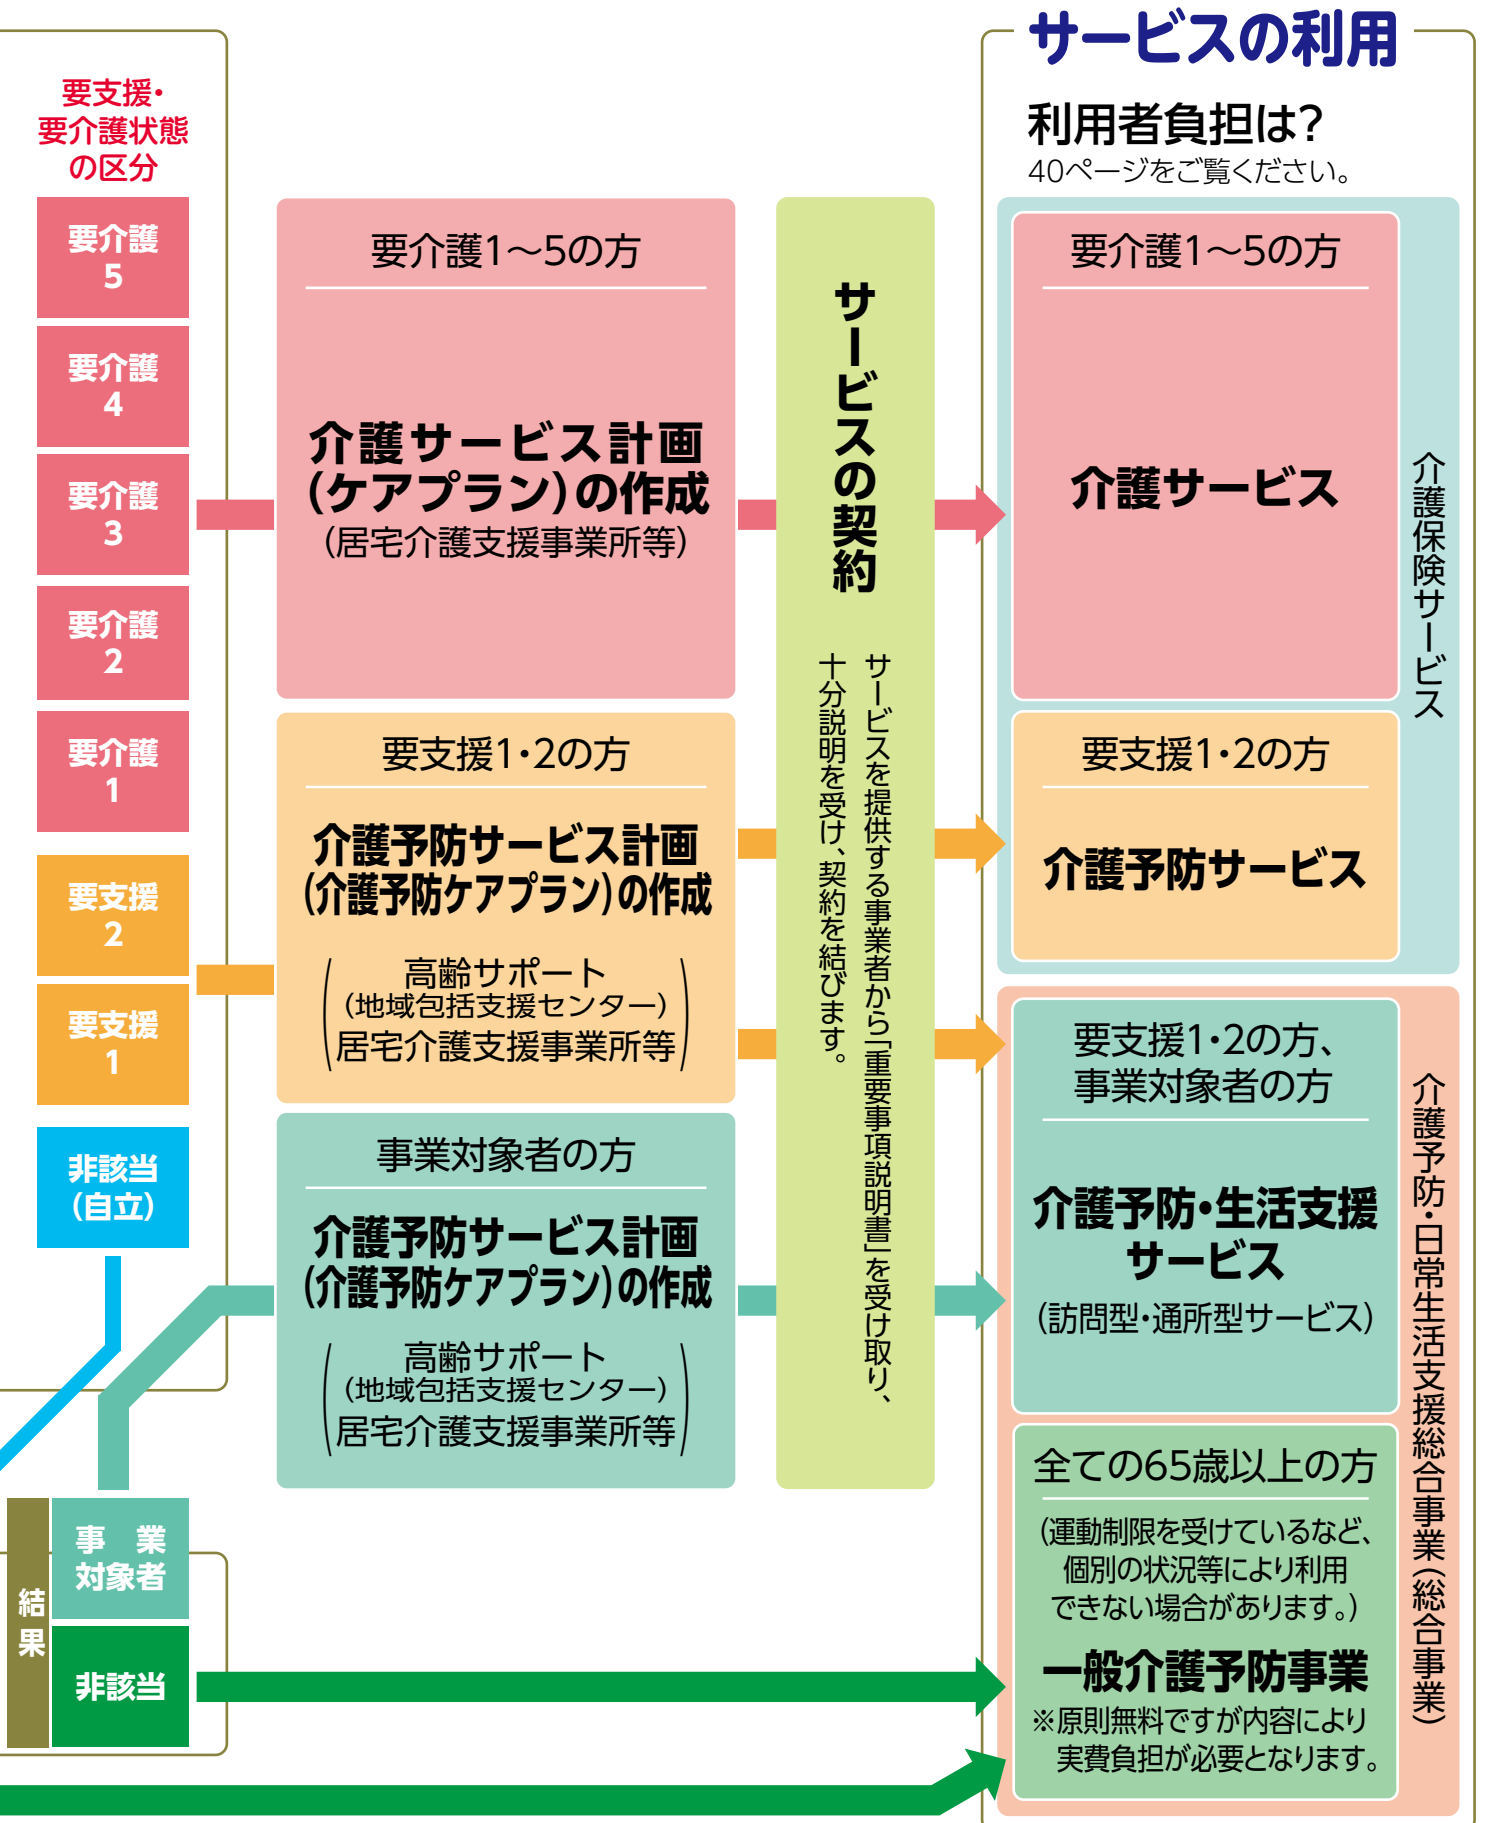 サービスの利用
利用者負担は?
40ページをご覧ください。
要支援・
要介護状態
の区分
要介護
5
要介護
4
要介護
3
要介護
2
要介護
1
要支援
2
要支援
1
非該当
(自立)
結果
事　業
対象者
非該当
要介護1~5の方
介護サービス計画
(ケアプラン)の作成
(居宅介護支援事業所等)
要支援1・2の方
介護予防サービス計画
(介護予防ケアプラン)の作成
高齢サポート
(地域包括支援センター)
居宅介護支援事業所等
事業対象者の方
介護予防サービス計画
(介護予防ケアプラン)の作成
高齢サポート
(地域包括支援センター)
居宅介護支援事業所等
サービスの契約
サービスを提供する事業者から「重要事項説明書」を受け取り、
十分説明を受け、契約を結びます。
要介護1~5の方
介護サービス
要支援1・2の方
介護予防サービス
介護保険サービス
要支援1・2の方、
事業対象者の方
介護予防・生活支援
サービス
(訪問型・通所型サービス)
全ての65歳以上の方
(運動制限を受けているなど、
個別の状況等により利用
できない場合があります。)
一般介護予防事業
※原則無料ですが内容により
実費負担が必要となります。
介護予防・日常生活支援総合事業(総合事業)